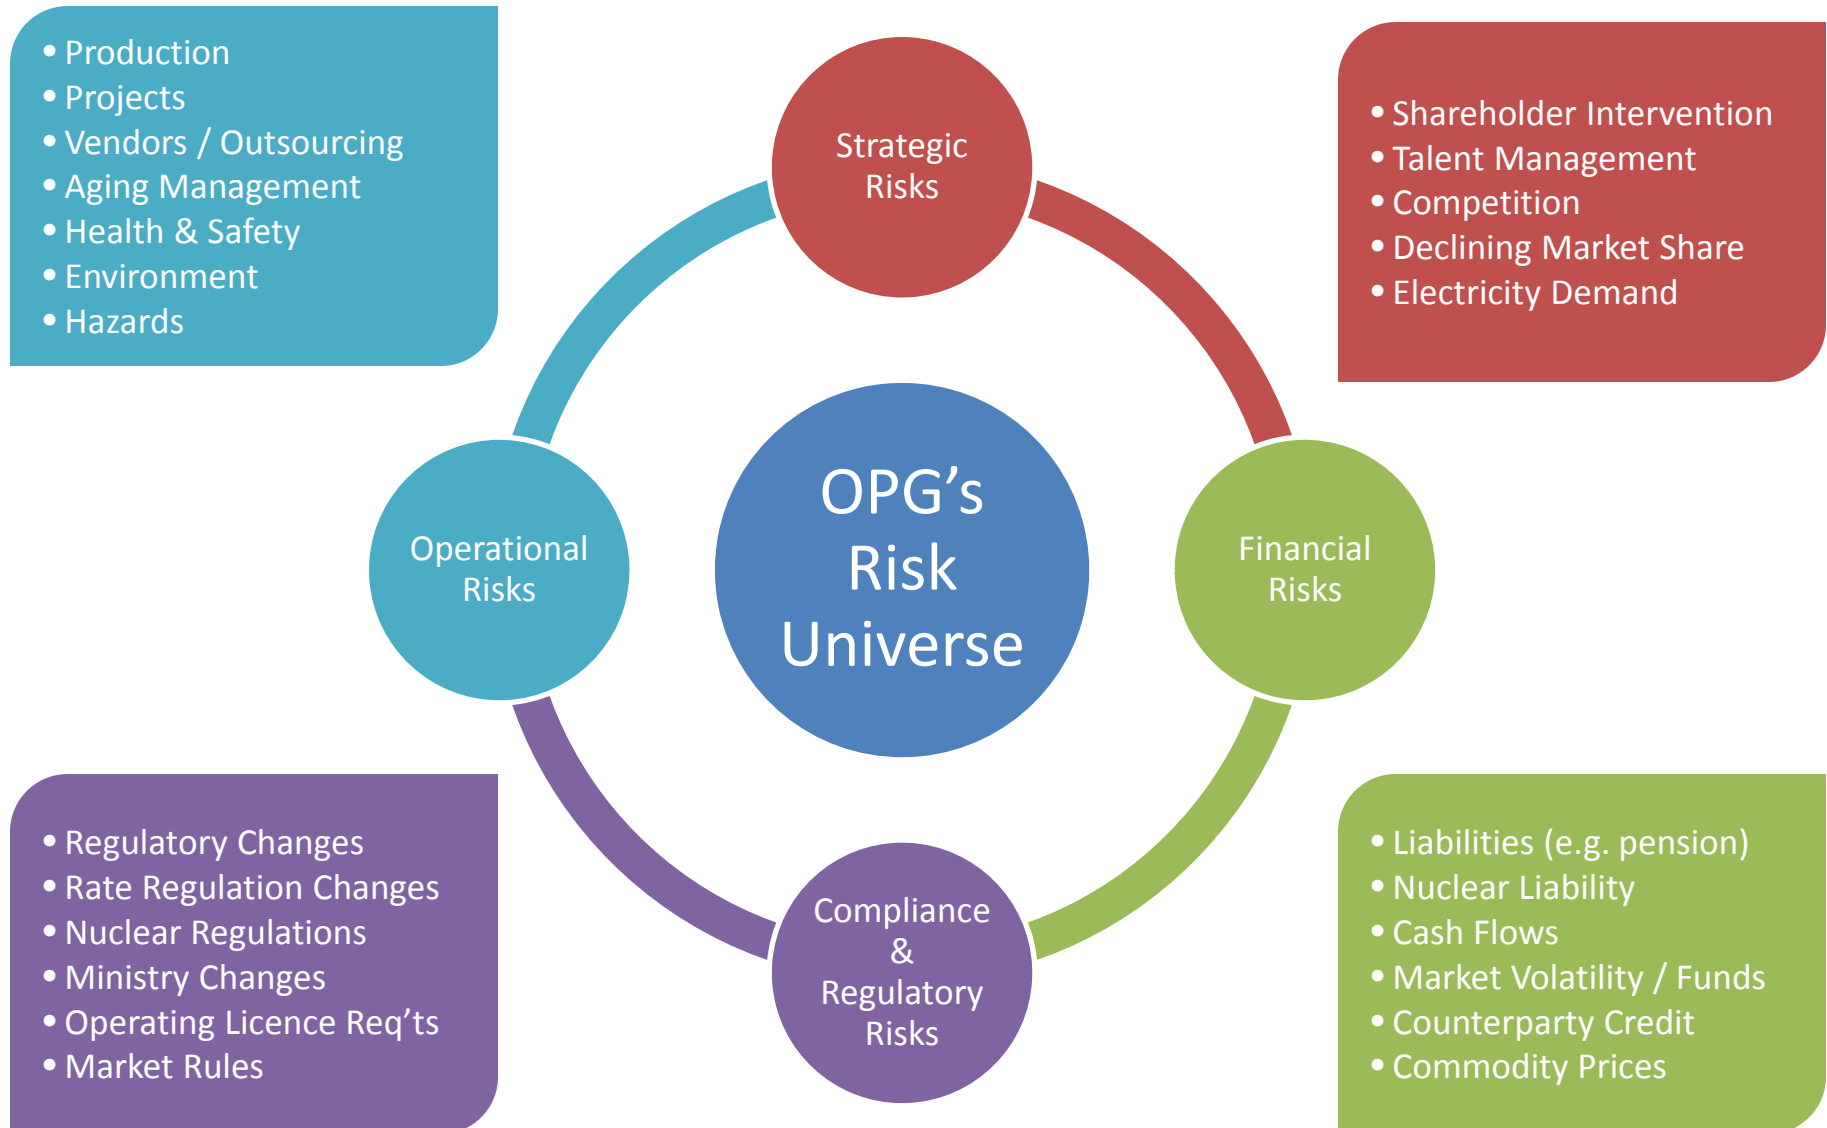 • Production
• Projects
• Vendors / Outsourcing
• Aging Management
• Health & Safety
• Environment
• Hazards
Strategic
Risks
• Shareholder Intervention
• Talent Management
• Competition
• Declining Market Share
• Electricity Demand
Operational
Risks
OPG’s
Risk
Universe
Financial
Risks
• Regulatory Changes
• Rate Regulation Changes
• Nuclear Regulations
• Ministry Changes
• Operating Licence Req’ts
• Market Rules
Compliance
&
Regulatory
Risks
• Liabilities (e.g. pension)
• Nuclear Liability
• Cash Flows
• Market Volatility / Funds
• Counterparty Credit
• Commodity Prices